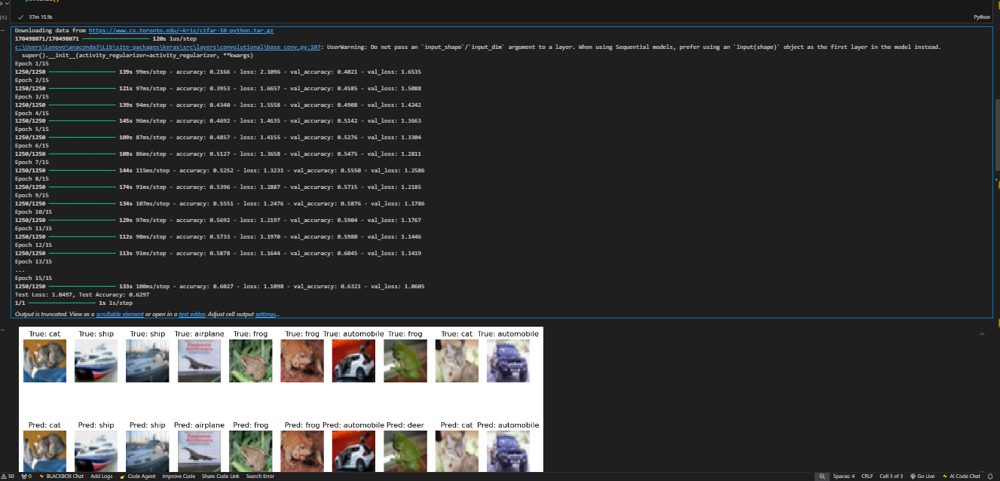 37m 15.9s
Python
Downloading data from https://www.cs.toronto.edu/~kriz/cifar-10-python.tar.gz
170498071/170498071 120s 1us/step
c:\Users\Lenovo\anaconda3\Lib\site-packages\keras\src\layers\convolutional\base_conv.py:107: UserWarning: Do not pass an `input_shape`/`input_dim` argument to a layer. When using Sequential models, prefer using an `Input(shape)` object as the first layer in the model instead.
super().__init__(activity_regularizer=activity_regularizer, **kwargs)
Epoch 1/15
1250/1250 139s 99ms/step - accuracy: 0.2166 - loss: 2.1096 - val_accuracy: 0.4021 - val_loss: 1.6535
Epoch 2/15
1250/1250 121s 97ms/step - accuracy: 0.3953 - loss: 1.6657 - val_accuracy: 0.4585 - val_loss: 1.5088
Epoch 3/15
1250/1250 139s 94ms/step - accuracy: 0.4340 - loss: 1.5558 - val_accuracy: 0.4908 - val_loss: 1.4242
Epoch 4/15
1250/1250 145s 96ms/step - accuracy: 0.4692 - loss: 1.4635 - val_accuracy: 0.5142 - val_loss: 1.3663
Epoch 5/15
1250/1250 109s 87ms/step - accuracy: 0.4857 - loss: 1.4155 - val_accuracy: 0.5276 - val_loss: 1.3304
Epoch 6/15
1250/1250 108s 86ms/step - accuracy: 0.5127 - loss: 1.3658 - val_accuracy: 0.5475 - val_loss: 1.2811
Epoch 7/15
1250/1250 144s 115ms/step - accuracy: 0.5252 - loss: 1.3231 - val_accuracy: 0.5550 - val_loss: 1.2586
Epoch 8/15
1250/1250 174s 91ms/step - accuracy: 0.5396 - loss: 1.2887 - val_accuracy: 0.5715 - val_loss: 1.2185
Epoch 9/15
1250/1250 134s 107ms/step - accuracy: 0.5551 - loss: 1.2476 - val_accuracy: 0.5876 - val_loss: 1.1786
Epoch 10/15
1250/1250 129s 97ms/step - accuracy: 0.5692 - loss: 1.2197 - val_accuracy: 0.5904 - val_loss: 1.1767
Epoch 11/15
1250/1250 112s 90ms/step - accuracy: 0.5733 - loss: 1.1970 - val_accuracy: 0.5980 - val_loss: 1.1446
Epoch 12/15
1250/1250 113s 91ms/step - accuracy: 0.5878 - loss: 1.1644 - val_accuracy: 0.6045 - val_loss: 1.1419
Epoch 13/15
...
Epoch 15/15
1250/1250 133s 100ms/step - accuracy: 0.6027 - loss: 1.1098 - val_accuracy: 0.6321 - val_loss: 1.0605
Test Loss: 1.0497, Test Accuracy: 0.6297
1/1 1s 1s/step
Output is truncated. View as a scrollable element or open in a text editor. Adjust cell output settings...
True: cat True: ship True: ship True: airplane True: frog True: frog True: automobile True: frog True: cat True: automobile
Pred: cat Pred: ship Pred: ship Pred: airplane Pred: frog Pred: frog Pred: automobile Pred: deer Pred: cat Pred: automobile
50 0 BLACKBOX Chat Add Logs Code Agent Improve Code Share Code Link Search Error Spaces: 4 CRLF Cell 3 of 3 Go Live AI Code Chat